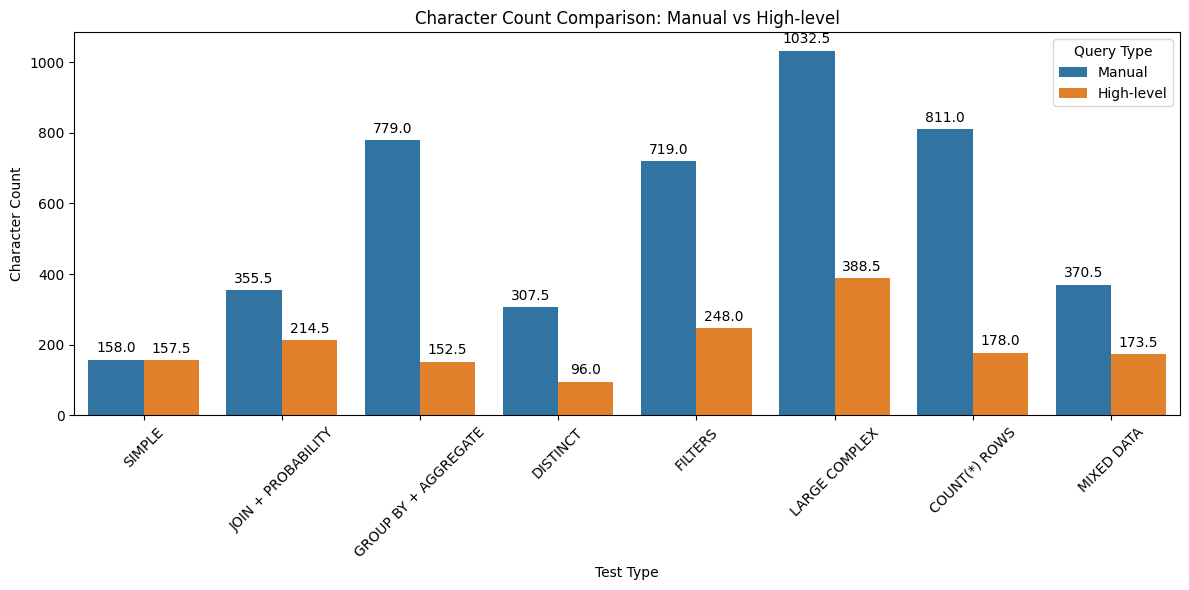 Character Count Comparison: Manual vs High-level
Character Count
1000
800
600
400
200
0
158.0
157.5
355.5
214.5
779.0
152.5
307.5
96.0
719.0
248.0
1032.5
388.5
811.0
178.0
370.5
173.5
Query Type
Manual
High-level
SIMPLE
JOIN + PROBABILITY
GROUP BY + AGGREGATE
DISTINCT
FILTERS
LARGE COMPLEX
COUNT(*) ROWS
MIXED DATA
Test Type